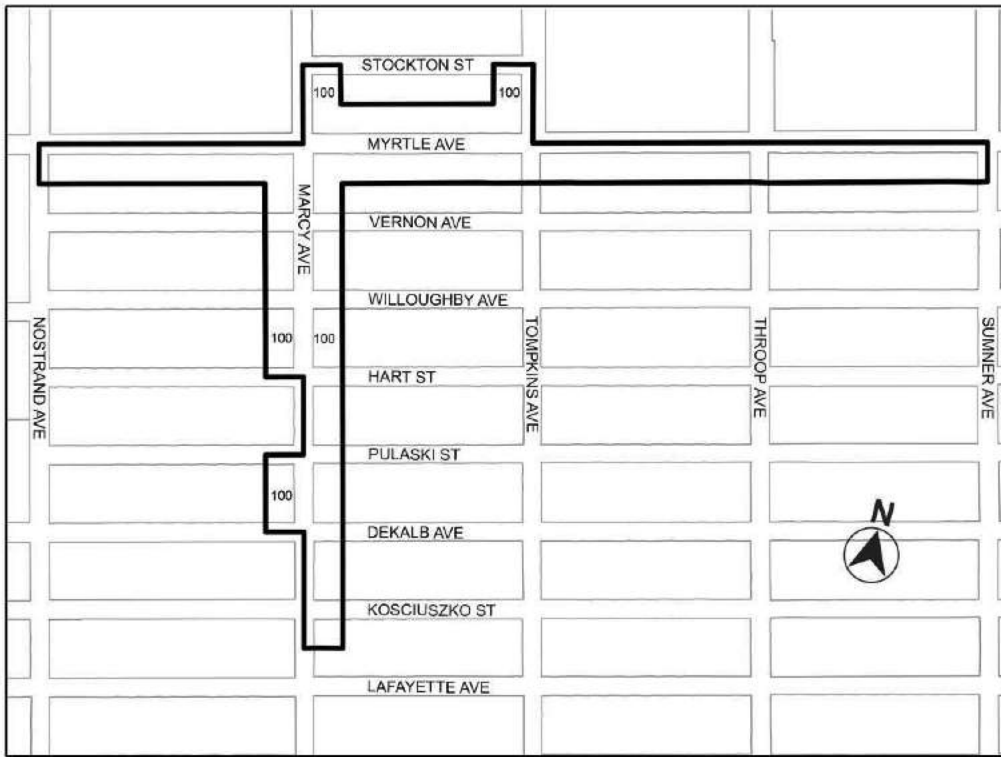 STOCKTON ST
100
100
MYRTLE AVE
MARCY AVE
VERNON AVE
WILLOUGHBY AVE
NOSTRAND AVE
100
100
TOMPKINS AVE
THROOP AVE
SUMNER AVE
HART ST
PULASKI ST
100
DEKALB AVE
N
KOSCIUSZKO ST
LAFAYETTE AVE